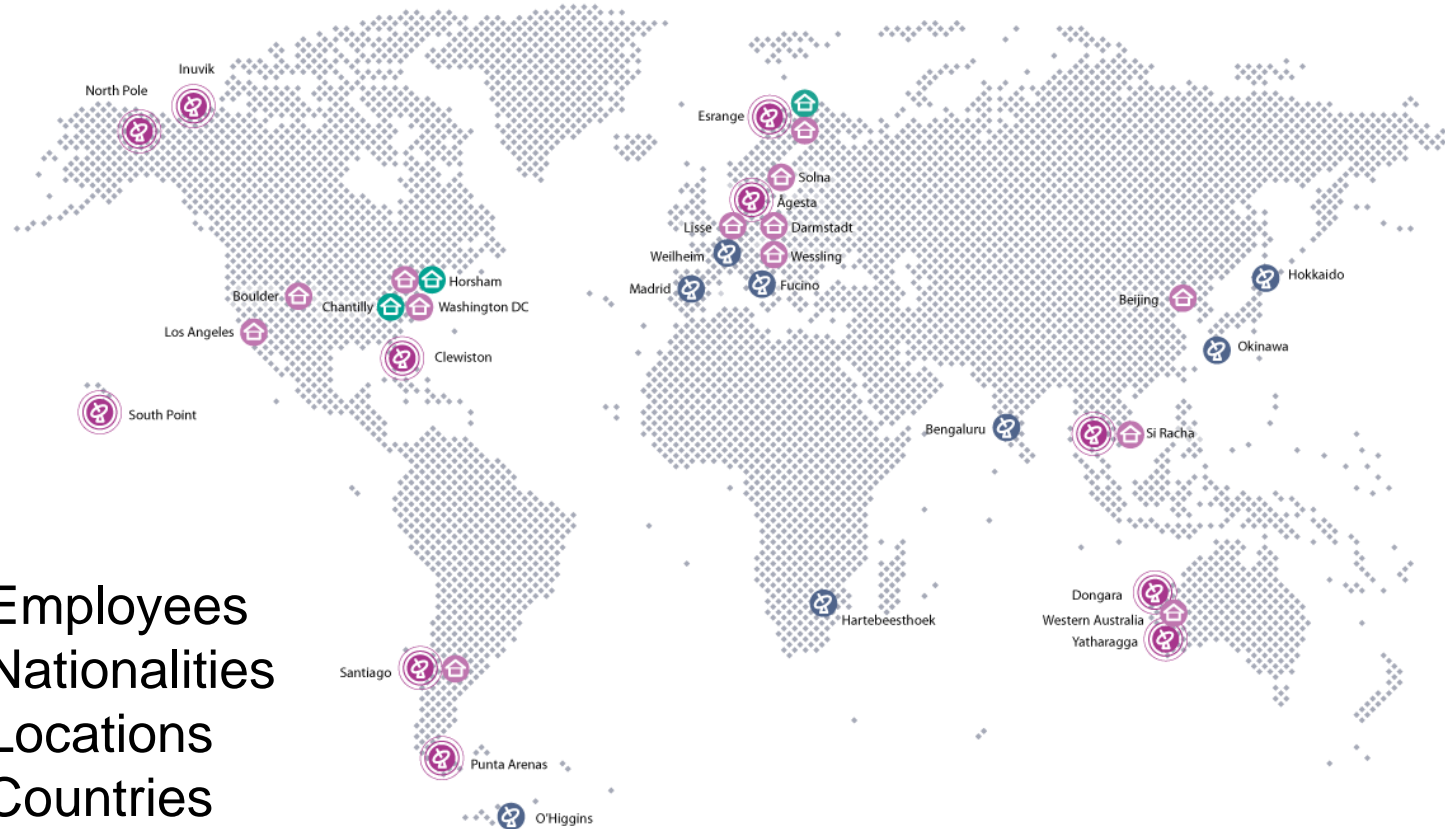 Inuvik
North Pole
Esrange
Solna
Ågesta
Lisse
Darmstadt
Weilheim
Wessling
Madrid
Fucino
Hokkaido
Horsham
Boulder
Chantilly
Washington DC
Beijing
Los Angeles
Okinawa
Clewiston
South Point
Bengaluru
Si Racha
Dongara
Western Australia
Yatharagga
Hartebeesthoek
Santiago
Punta Arenas
O'Higgins
Employees
Nationalities
Locations
Countries